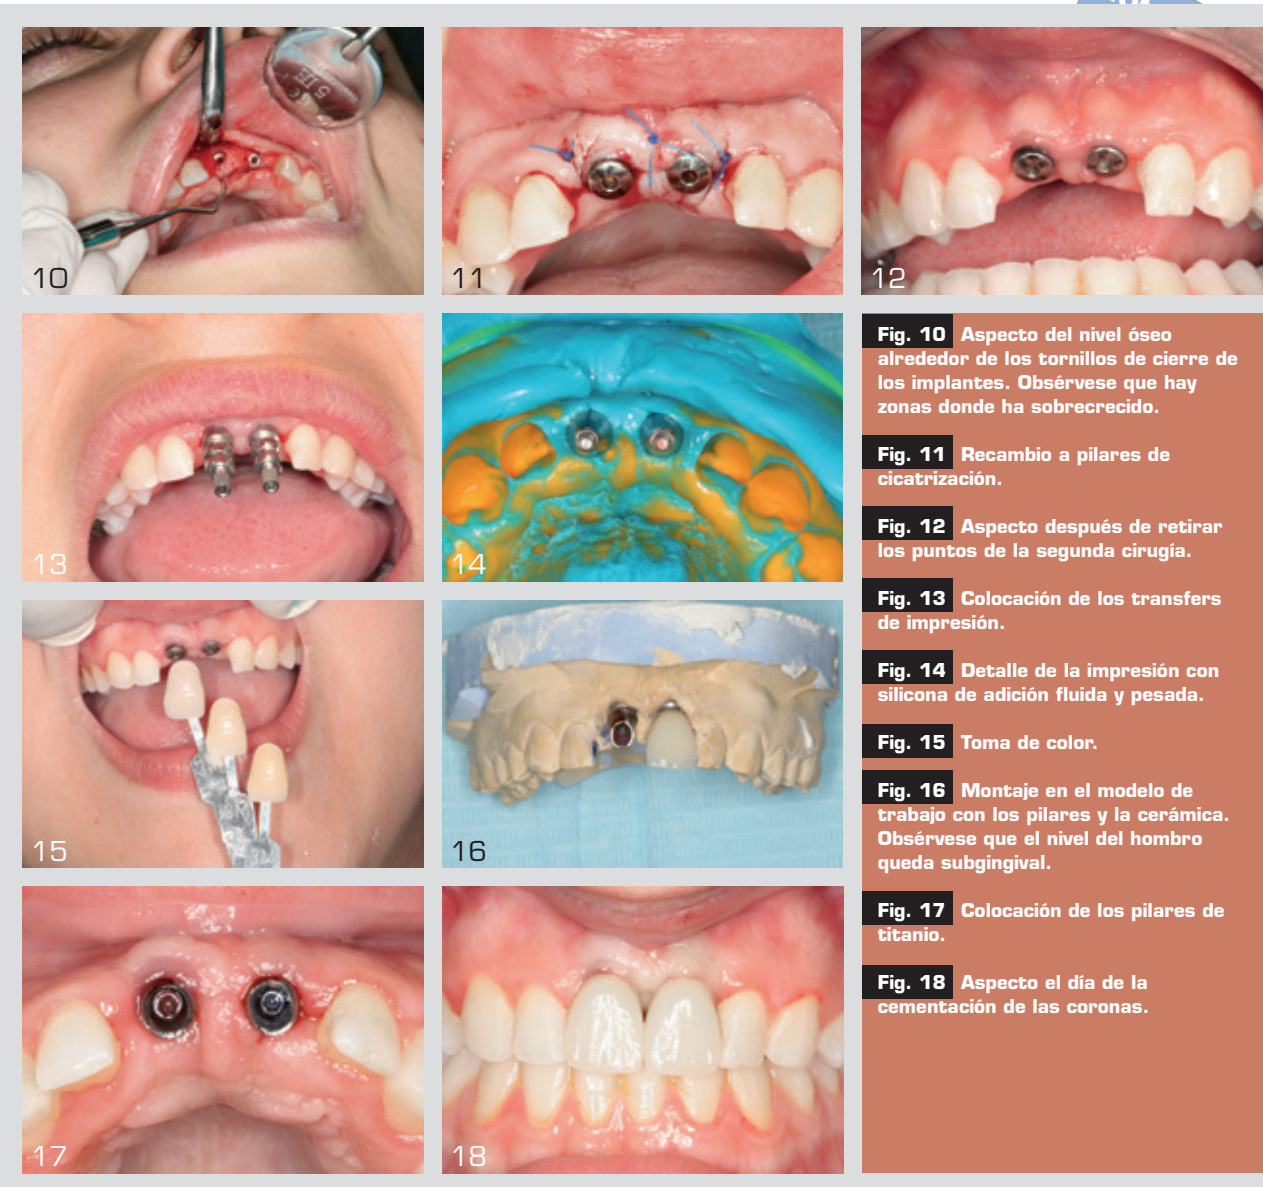 10
11
12
13
14
15
16
17
18
Fig. 10 Aspecto del nivel óseo
alrededor de los tornillos de cierre de
los implantes. Obsérvese que hay
zonas donde ha sobrecrecido.
Fig. 11 Recambio a pilares de
cicatrización.
Fig. 12 Aspecto después de retirar
los puntos de la segunda cirugía.
Fig. 13 Colocación de los transfers
de impresión.
Fig. 14 Detalle de la impresión con
silicona de adición fluida y pesada.
Fig. 15 Toma de color.
Fig. 16 Montaje en el modelo de
trabajo con los pilares y la cerámica.
Obsérvese que el nivel del hombro
queda subgingival.
Fig. 17 Colocación de los pilares de
titanio.
Fig. 18 Aspecto el día de la
cementación de las coronas.